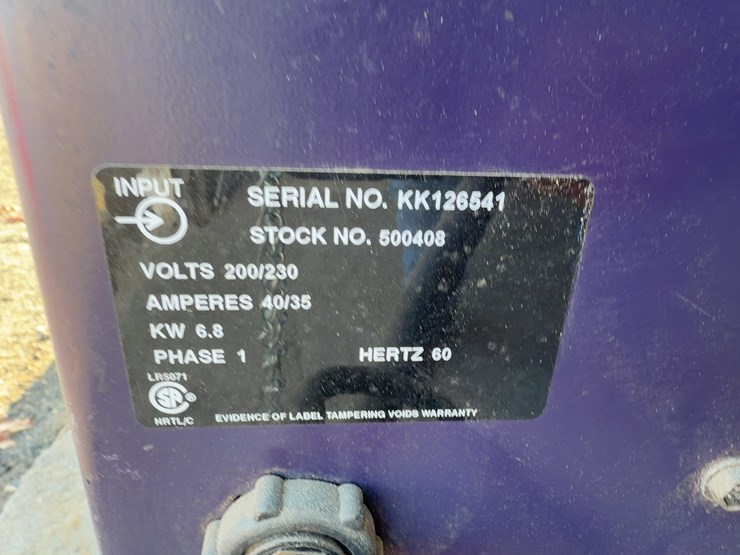 INPUT
SERIAL NO. KK126541
STOCK NO. 500408
VOLTS 200/230
AMPERES 40/35
KW 6.8
PHASE 1 HERTZ 60
LR5071
SA ®
NRTL/C
EVIDENCE OF LABEL TAMPERING VOIDS WARRANTY